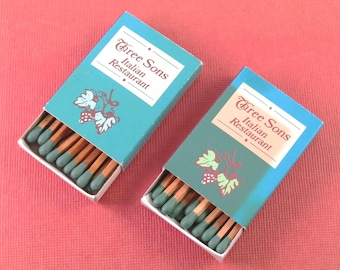 Three Sons
Italian
Restaurant
Three Sons
Italian
Restaurant